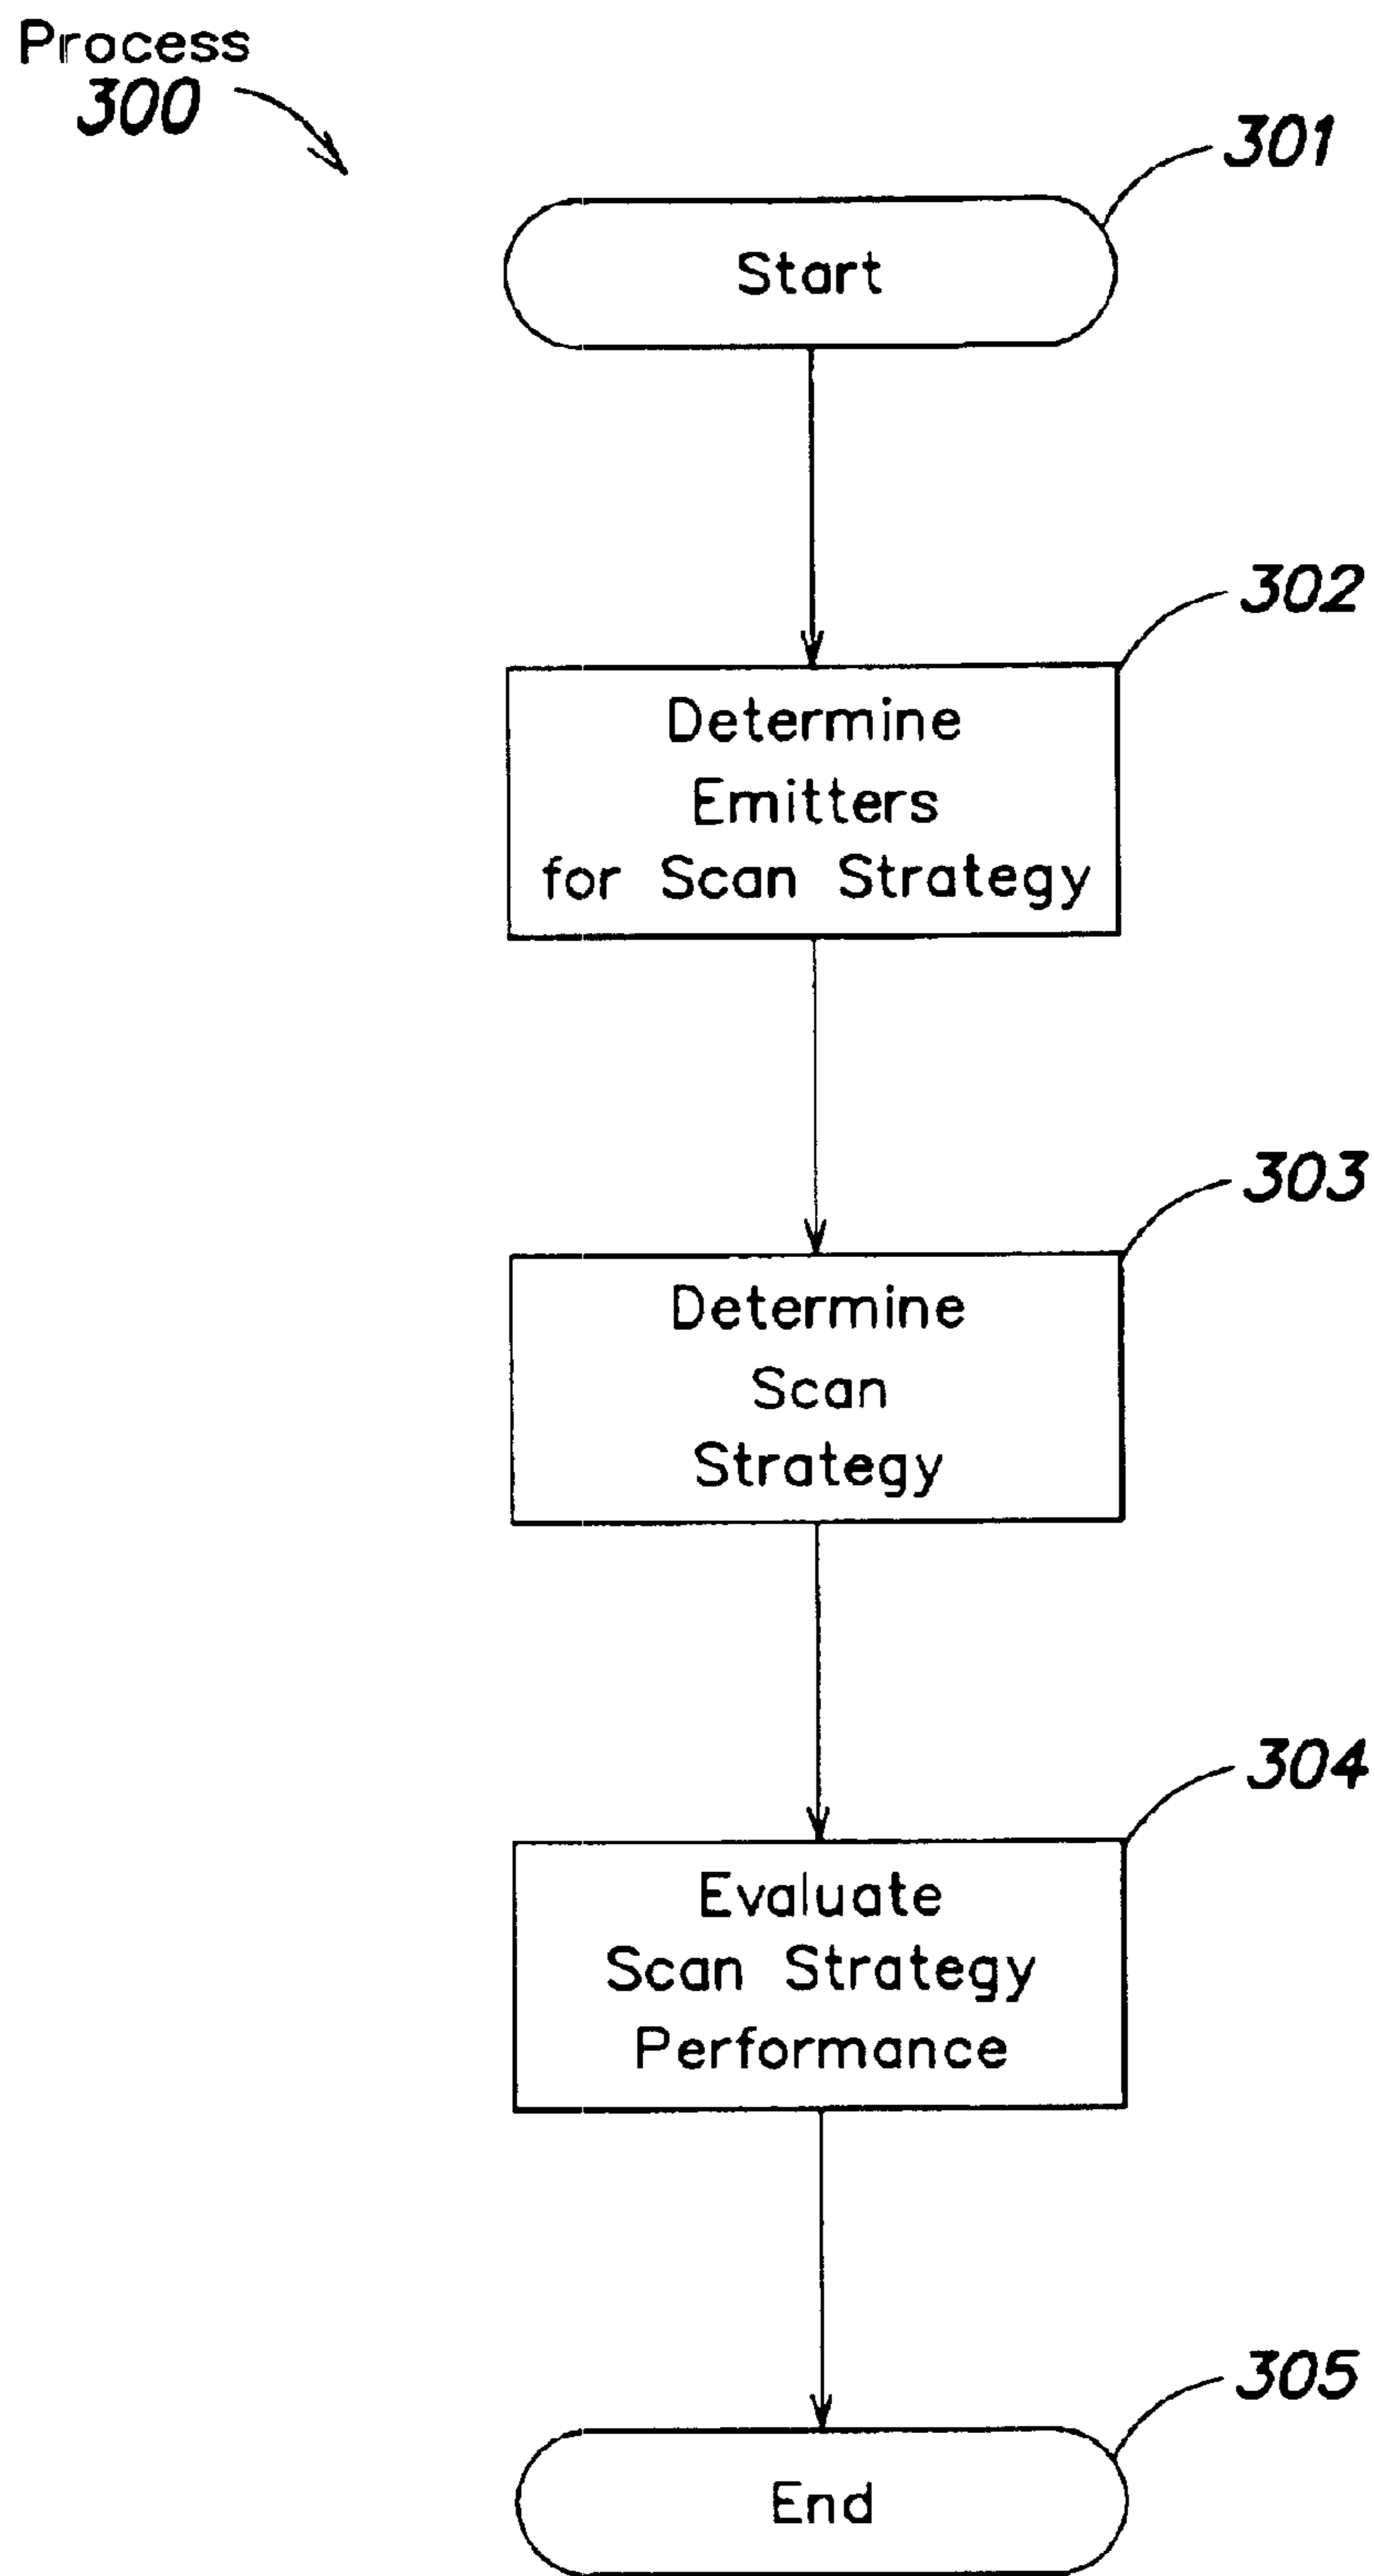 Process
300
301
Start
302
Determine
Emitters
for Scan Strategy
303
Determine
Scan
Strategy
304
Evaluate
Scan Strategy
Performance
305
End